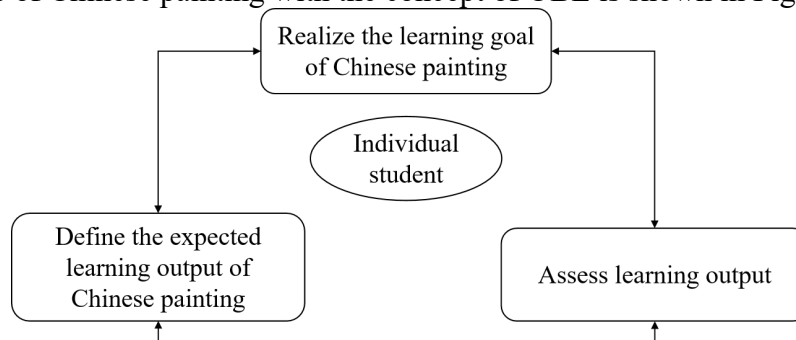 of Chinese painting with the concept of OBE is shown in Fig
Realize the learning goal
of Chinese painting
Individual
student
Define the expected
learning output of
Chinese painting
Assess learning output